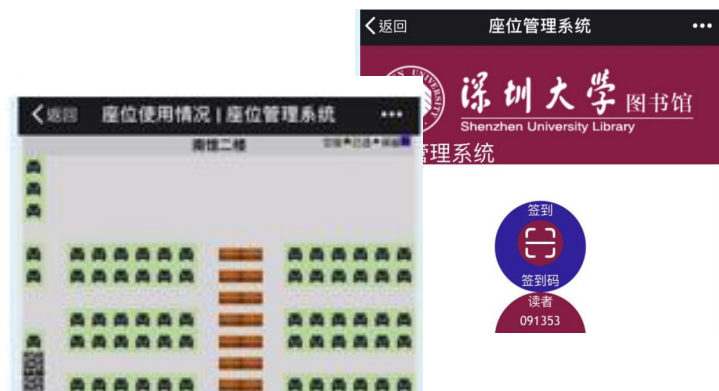 返回 座位管理系统
深圳大学 图书馆
Shenzhen University Library
管理系统
签到
签到码
读者
091353
返回 座位使用情况 | 座位管理系统
南馆二楼